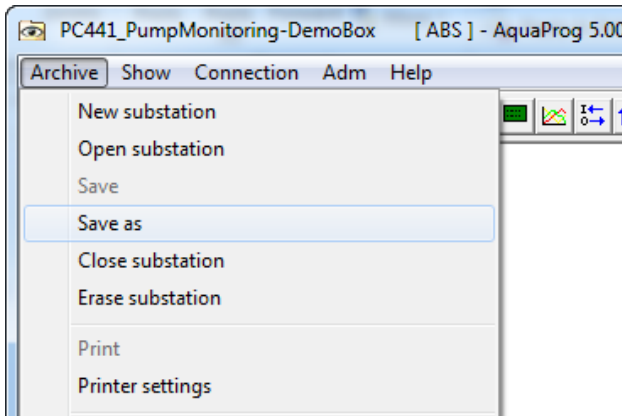 PC441_PumpMonitoring-DemoBox [ ABS ] - AquaProg 5.00
Archive Show Connection Adm Help
New substation
Open substation
Save
Save as
Close substation
Erase substation
Print
Printer settings